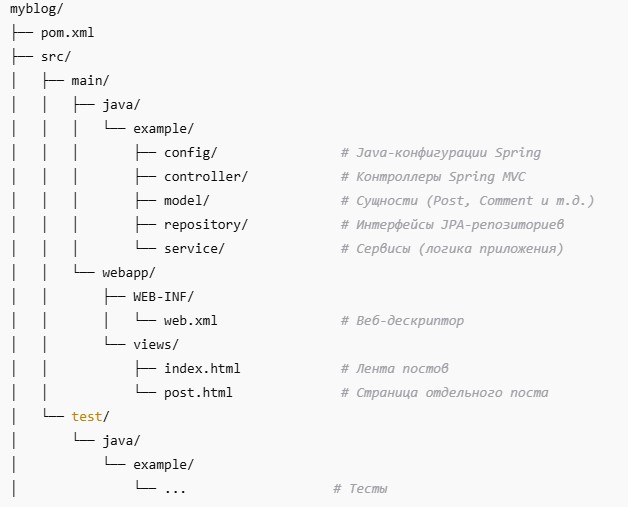 myblog/
├── pom.xml
├── src/
│   ├── main/
│   │   ├── java/
│   │   │   └── example/
│   │   │       ├── config/                # Java-конфигурации Spring
│   │   │       ├── controller/            # Контроллеры Spring MVC
│   │   │       ├── model/                 # Сущности (Post, Comment и т.д.)
│   │   │       ├── repository/            # Интерфейсы JPA-репозиториев
│   │   │       └── service/               # Сервисы (логика приложения)
│   │   └── webapp/
│   │       ├── WEB-INF/
│   │       │   └── web.xml                # Веб-дескриптор
│   │       └── views/
│   │           ├── index.html             # Лента постов
│   │           └── post.html              # Страница отдельного поста
│   └── test/
│       └── java/
│           └── example/
│               └── ...                   # Тесты